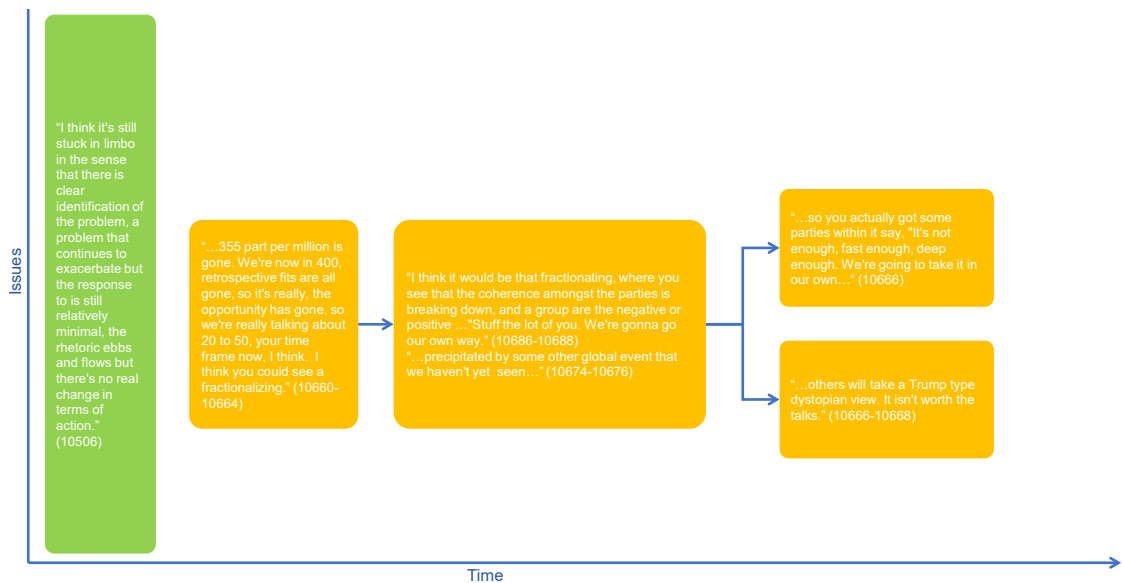 Issues
“I think it's still
stuck in limbo
in the sense
that there is
clear
identification of
the problem, a
problem that
continues to
exacerbate but
the response
to is still
relatively
minimal, the
rhetoric ebbs
and flows but
there's no real
change in
terms of
action.”
(10506)
“…355 part per million is
gone. We're now in 400,
retrospective fits are all
gone, so it's really, the
opportunity has gone, so
we're really talking about
20 to 50, your time
frame now, I think.  I
think you could see a
fractionalizing.” (10660-
10664)
“I think it would be that fractionating, where you
see that the coherence amongst the parties is
breaking down, and a group are the negative or
positive …"Stuff the lot of you. We're gonna go
our own way.” (10686-10688)
“…precipitated by some other global event that
we haven't yet  seen…” (10674-10676)
“…so you actually got some
parties within it say, "It's not
enough, fast enough, deep
enough. We're going to take it in
our own…” (10666)
“…others will take a Trump type
dystopian view. It isn't worth the
talks.” (10666-10668)
Time